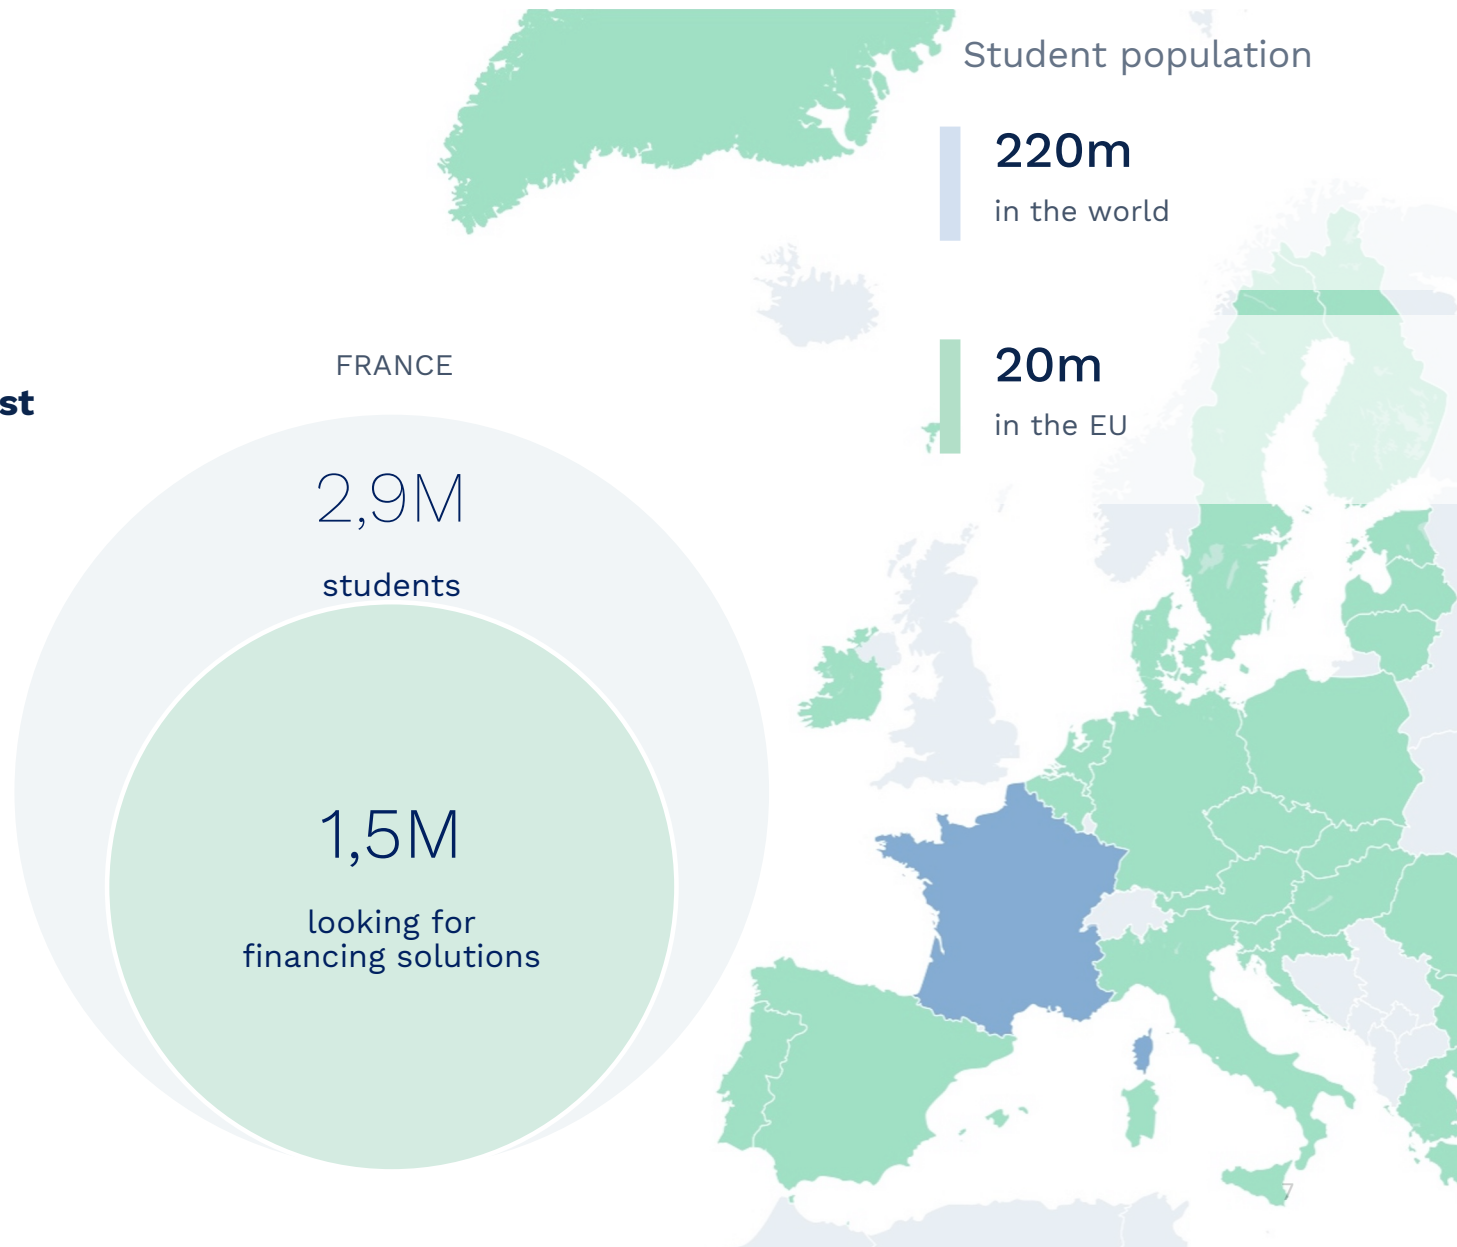 Student population
220m
in the world
20m
in the EU
FRANCE
st
2,9M
students
1,5M
looking for
financing solutions
7